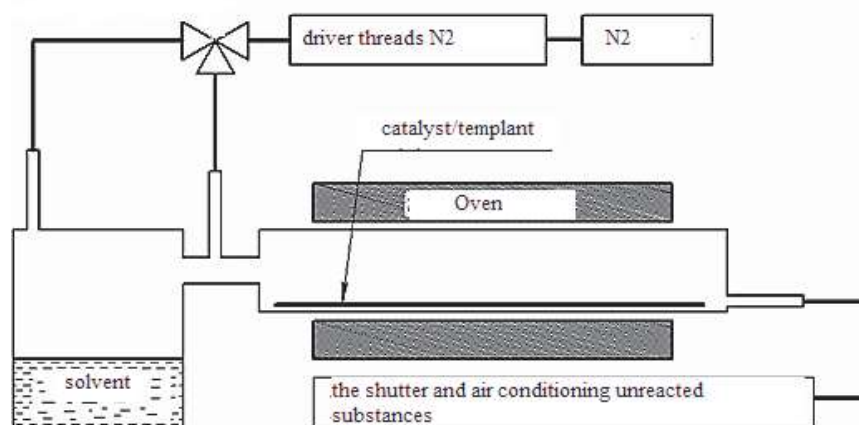 driver threads N2
N2
catalyst/templant
Oven
solvent
the shutter and air conditioning unreacted
substances